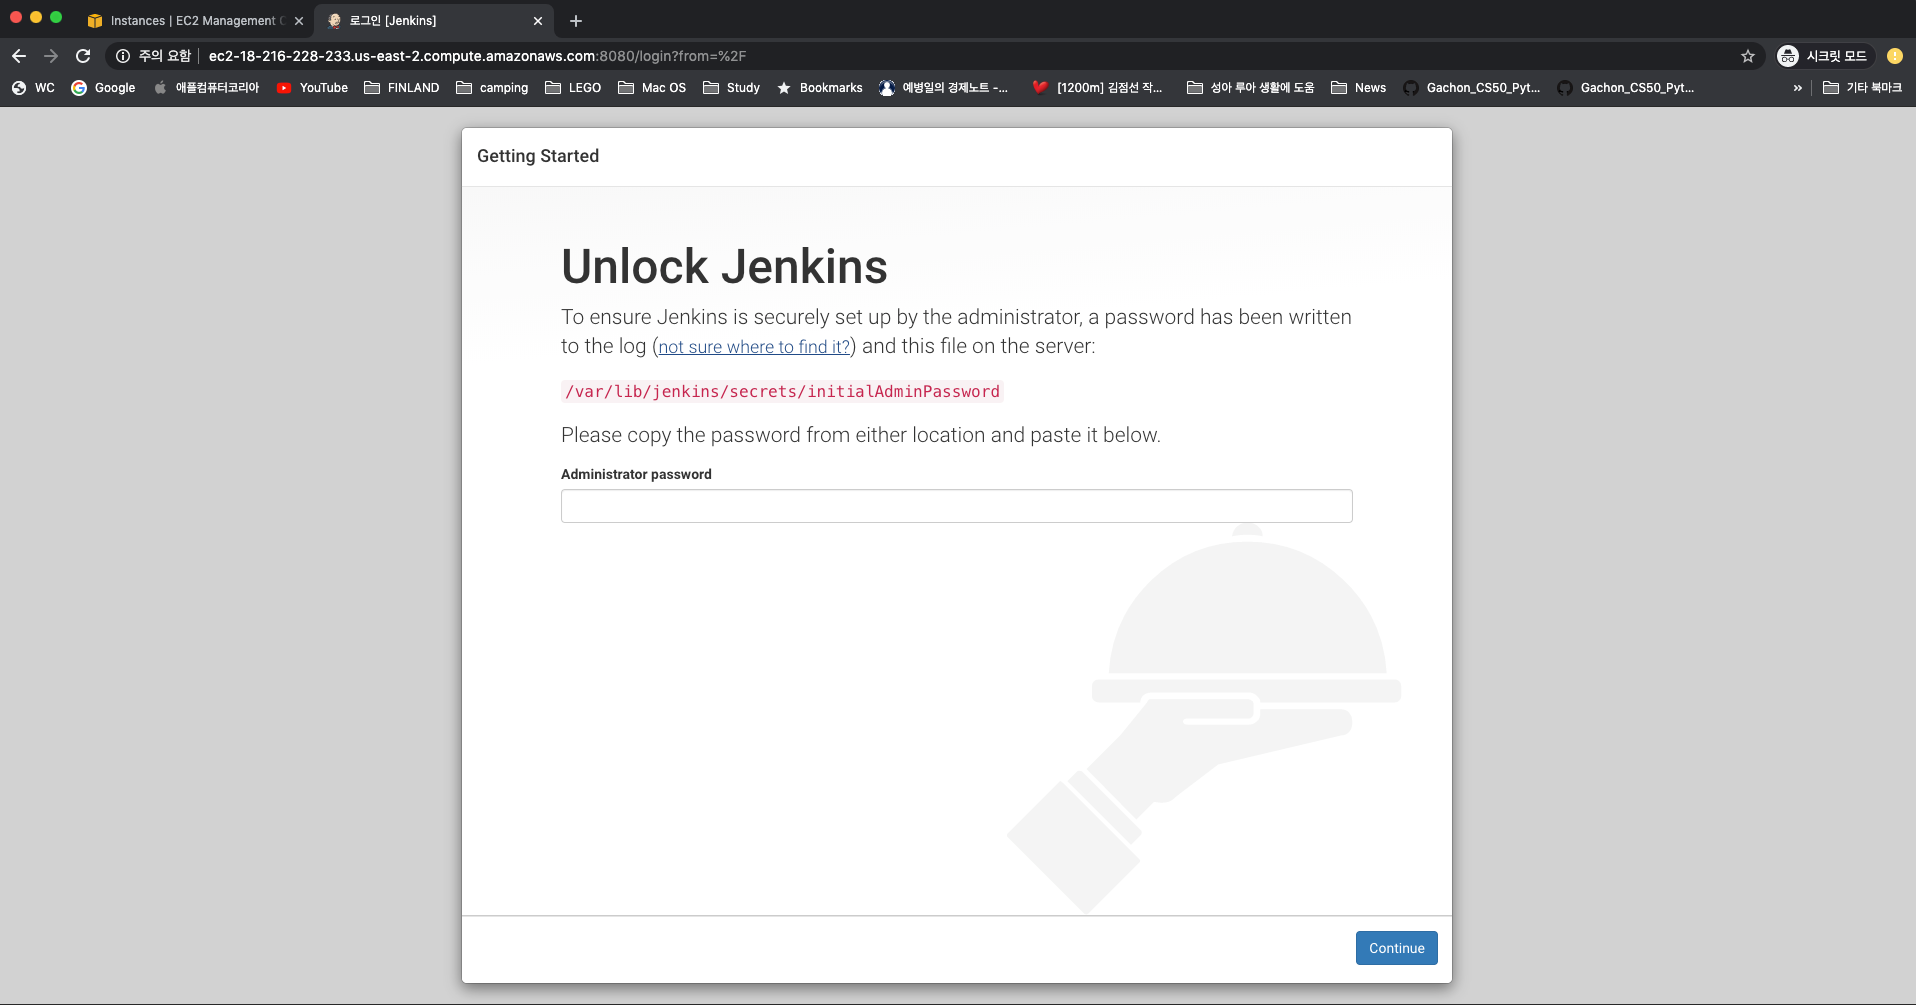 Instances | EC2 Management C
로그인 [Jenkins]
주의 요함 ec2-18-216-228-233.us-east-2.compute.amazonaws.com:8080/login?from=%2F 시크릿 모드
WC Google 애플컴퓨터코리아 YouTube FINLAND camping LEGO Mac OS Study Bookmarks 예병일의 경제노트 -... [1200m] 김점선 작... 성아 루아 생활에 도움 News Gachon_CS50_Pyt... Gachon_CS50_Pyt... » 기타 북마크
Getting Started
Unlock Jenkins
To ensure Jenkins is securely set up by the administrator, a password has been written
to the log (not sure where to find it?) and this file on the server:
/var/lib/jenkins/secrets/initialAdminPassword
Please copy the password from either location and paste it below.
Administrator password
Continue